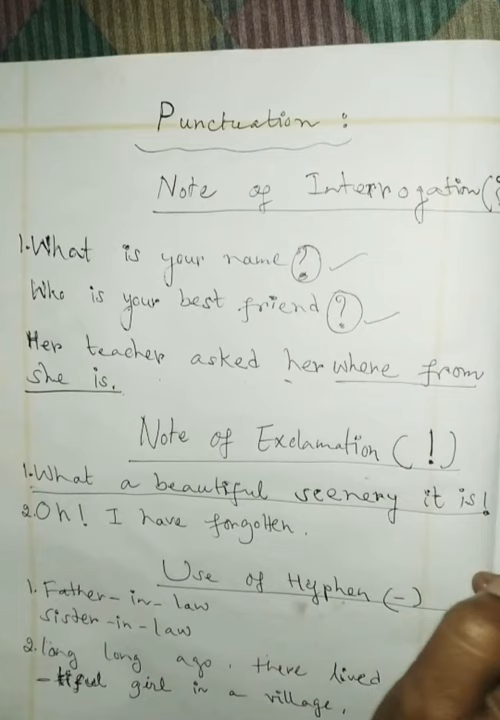 Punctuation :
Note of Interrogation (?
1. What is your name ?
Who is your best friend ?
Her teacher asked her where from
she is.
Note of Exclamation ( ! )
1. What a beautiful scenery it is!
2. Oh! I have forgotten.
Use of Hyphen (-)
1. Father-in-law
sister-in-law
2. long long ago, there lived
-tiful girl in a village.